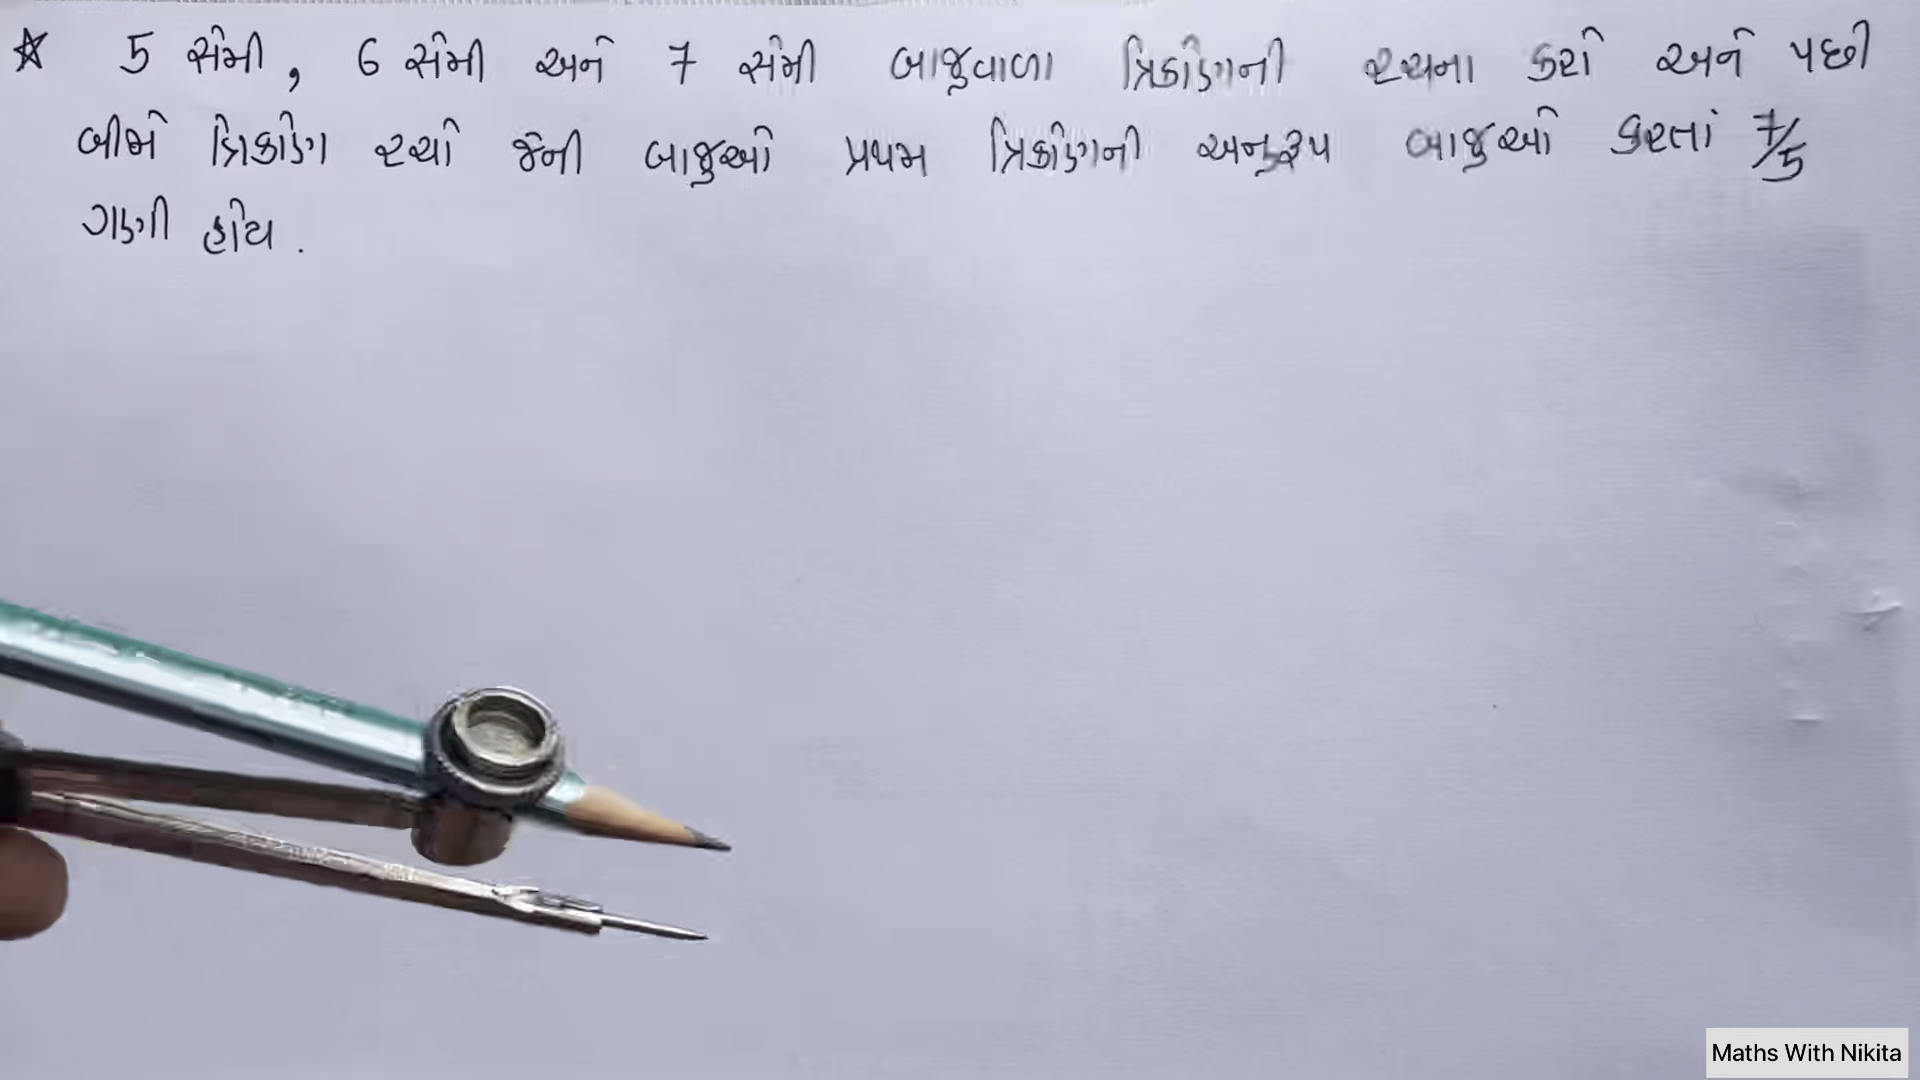 ☆ 5 સેમી, 6 સેમી અને 7 સેમી બાજુવાળા ત્રિકોણની રચના કરો અને પછી
બીજો ત્રિકોણ રચો જેની બાજુઓ પ્રથમ ત્રિકોણની અનુરૂપ બાજુઓ કરતાં 7/5
ગણી હોય.
Maths With Nikita